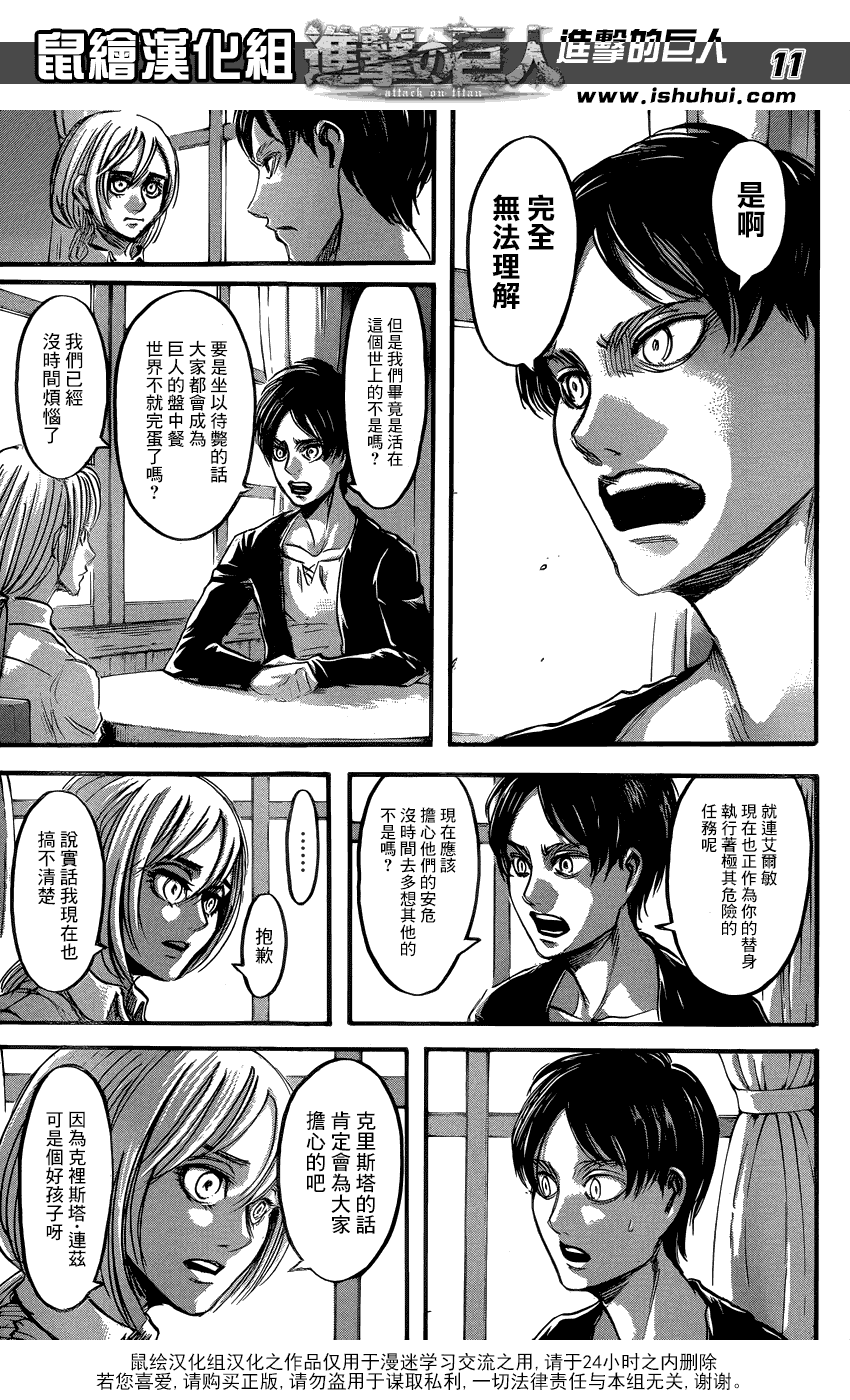 鼠繪漢化組
進撃の巨人
attack on titan
進擊的巨人
11
www.ishuhui.com
是啊
完全
無法理解
但是我們畢竟是活在
這個世上的不是嗎?
要是坐以待斃的話
大家都會成為
巨人的盤中餐
世界不就完蛋了嗎?
我們已經
沒時間煩惱了
就連艾爾敏
現在也正作為你的替身
執行著極其危險的
任務呢
現在應該
擔心他們的安危
沒時間去多想其他的
不是嗎?
……
抱歉
說實話我現在也
搞不清楚
克里斯塔的話
肯定會為大家
擔心的吧
因為克裡斯塔·連茲
可是個好孩子呀
鼠绘汉化组汉化之作品仅用于漫迷学习交流之用, 请于24小时之内删除
若您喜爱, 请购买正版, 请勿盗用于谋取私利, 一切法律责任与本组无关, 谢谢。